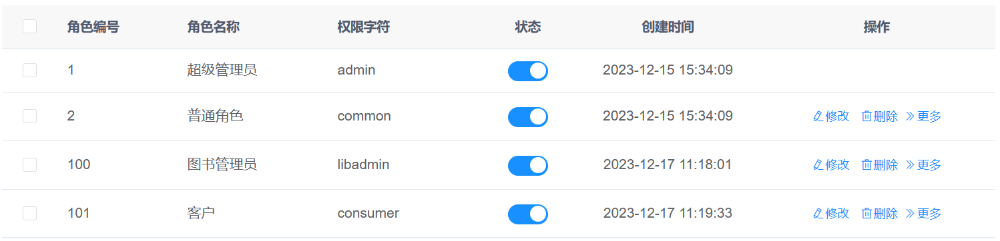 角色编号 角色名称 权限字符 状态 创建时间 操作
1 超级管理员 admin 2023-12-15 15:34:09
2 普通角色 common 2023-12-15 15:34:09 修改 删除 更多
100 图书管理员 libadmin 2023-12-17 11:18:01 修改 删除 更多
101 客户 consumer 2023-12-17 11:19:33 修改 删除 更多